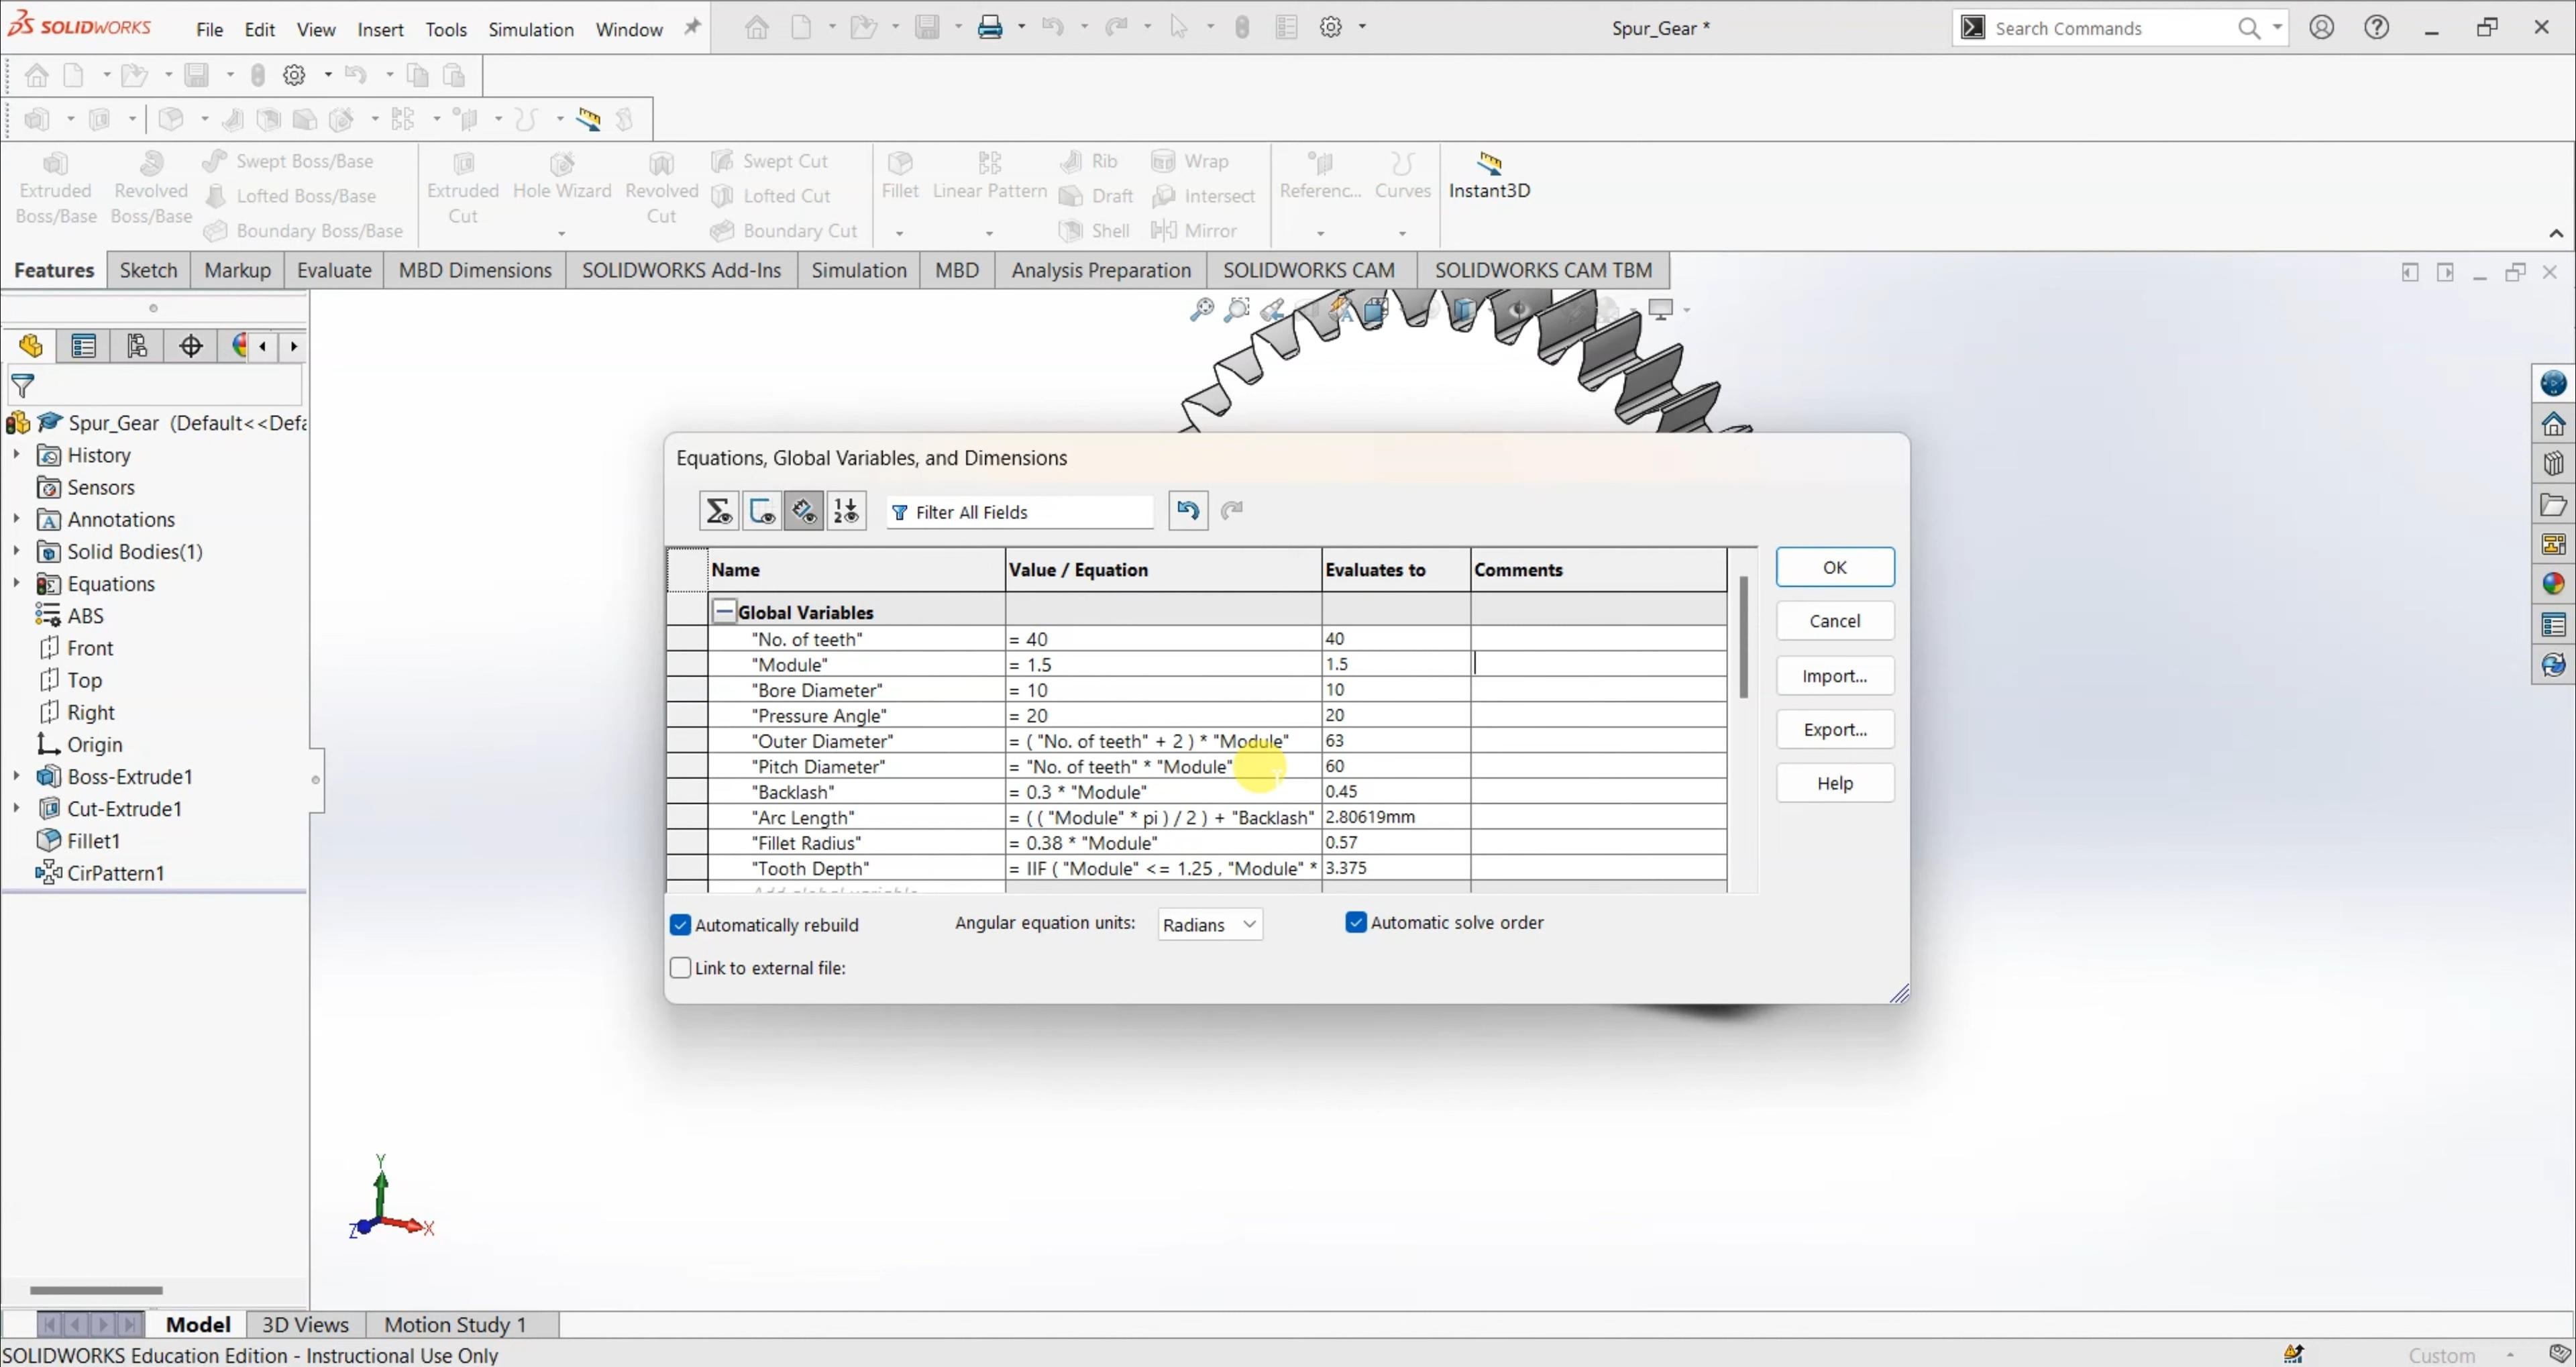 SOLIDWORKS File Edit View Insert Tools Simulation Window Spur_Gear * Search Commands
Extruded Boss/Base
Revolved Boss/Base
Swept Boss/Base
Lofted Boss/Base
Boundary Boss/Base
Extruded Cut
Hole Wizard
Revolved Cut
Swept Cut
Lofted Cut
Boundary Cut
Fillet
Linear Pattern
Rib
Draft
Shell
Wrap
Intersect
Mirror
Referenc...
Curves
Instant3D
Features Sketch Markup Evaluate MBD Dimensions SOLIDWORKS Add-Ins Simulation MBD Analysis Preparation SOLIDWORKS CAM SOLIDWORKS CAM TBM
Spur_Gear (Default<<Defa
History
Sensors
Annotations
Solid Bodies(1)
Equations
ABS
Front
Top
Right
Origin
Boss-Extrude1
Cut-Extrude1
Fillet1
CirPattern1
Equations, Global Variables, and Dimensions
Filter All Fields
Name Value / Equation Evaluates to Comments
Global Variables
"No. of teeth" = 40 40
"Module" = 1.5 1.5
"Bore Diameter" = 10 10
"Pressure Angle" = 20 20
"Outer Diameter" = ( "No. of teeth" + 2 ) * "Module" 63
"Pitch Diameter" = "No. of teeth" * "Module" 60
"Backlash" = 0.3 * "Module" 0.45
"Arc Length" = ( ( "Module" * pi ) / 2 ) + "Backlash" 2.80619mm
"Fillet Radius" = 0.38 * "Module" 0.57
"Tooth Depth" = IIF ( "Module" <= 1.25 , "Module" * 3.375
Add global variable
OK
Cancel
Import...
Export...
Help
Automatically rebuild Angular equation units: Radians Automatic solve order
Link to external file:
Y
Z X
Model 3D Views Motion Study 1
SOLIDWORKS Education Edition - Instructional Use Only Custom